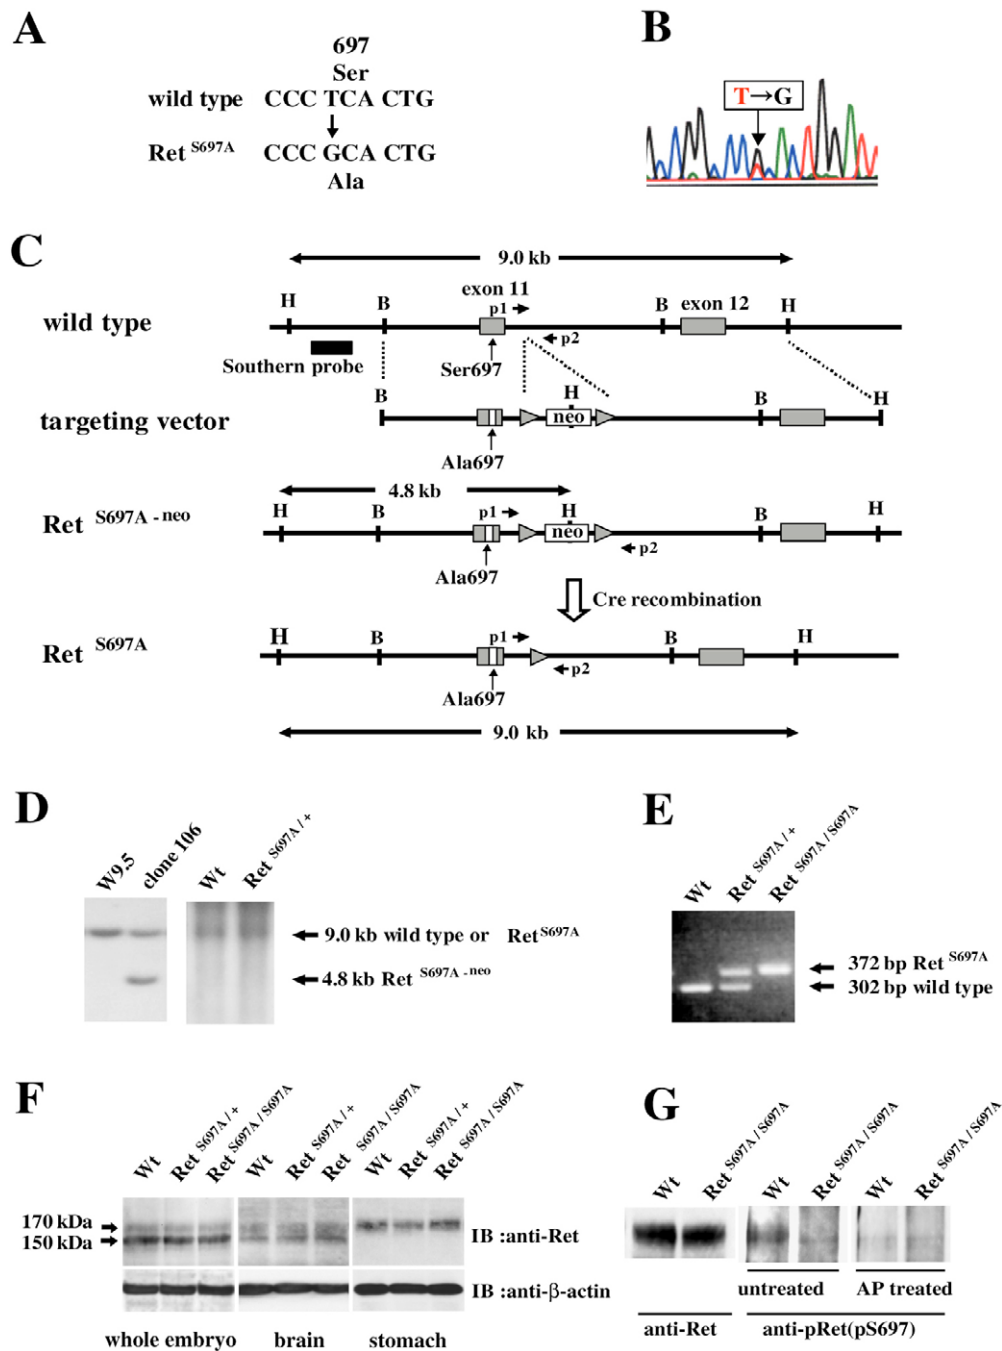 A
697
Ser
wild type CCC TCA CTG
Ret S697A CCC GCA CTG
Ala
B
T→G
C
9.0 kb
H B exon 11 B exon 12 H
p1
wild type
p2
Southern probe
Ser697
B H B H
targeting vector
neo
Ala697
4.8 kb
H B p1 H B H
Ret S697A - neo
neo
p2
Ala697
Cre recombination
H B p1 B H
Ret S697A
p2
Ala697
9.0 kb
D
W9.5
clone 106
Wt
Ret S697A / +
9.0 kb wild type or Ret S697A
4.8 kb Ret S697A - neo
E
Wt
Ret S697A / +
Ret S697A / S697A
372 bp Ret S697A
302 bp wild type
F
Wt
Ret S697A / +
Ret S697A / S697A
Wt
Ret S697A / +
Ret S697A / S697A
Wt
Ret S697A / +
Ret S697A / S697A
170 kDa
150 kDa
IB :anti-Ret
IB :anti-β-actin
whole embryo brain stomach
G
Wt
Ret S697A / S697A
Wt
Ret S697A / S697A
Wt
Ret S697A / S697A
untreated AP treated
anti-Ret anti-pRet(pS697)